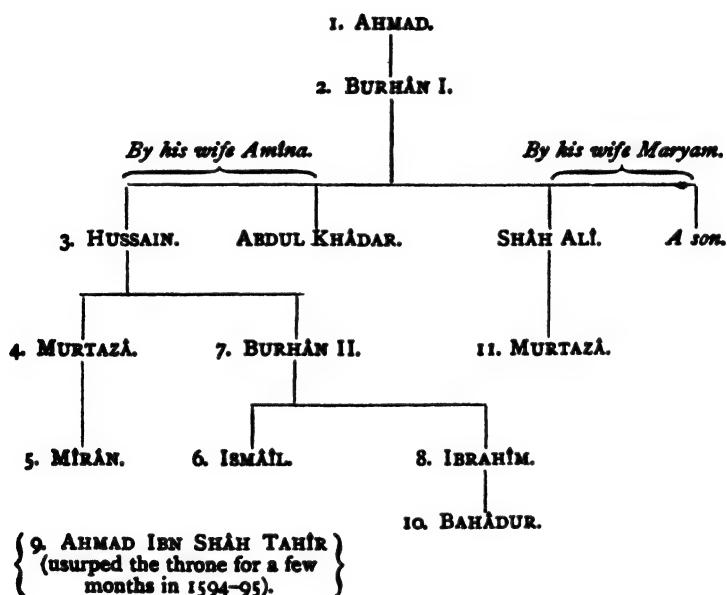 1. AHMAD.
2. BURHÂN I.
By his wife Amîna. By his wife Maryam.
3. HUSSAIN. ABDUL KHÂDAR. SHÂH ALÎ. A son.
4. MURTAZÂ. 7. BURHÂN II. 11. MURTAZÂ.
5. MÎRÂN. 6. ISMÂÎL. 8. IBRAHÎM.
10. BAHÂDUR.
9. AHMAD IBN SHÂH TAHÎR
(usurped the throne for a few
months in 1594–95).